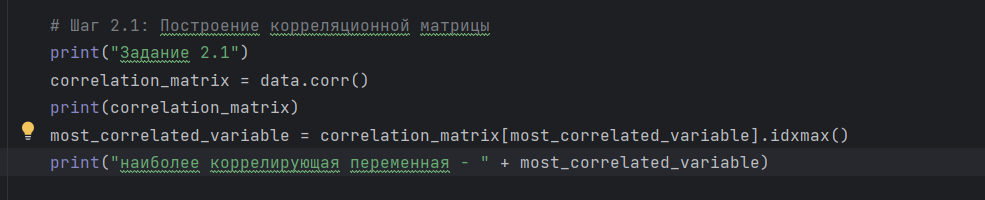 # Шаг 2.1: Построение корреляционной матрицы
print("Задание 2.1")
correlation_matrix = data.corr()
print(correlation_matrix)
most_correlated_variable = correlation_matrix[most_correlated_variable].idxmax()
print("наиболее коррелирующая переменная - " + most_correlated_variable)